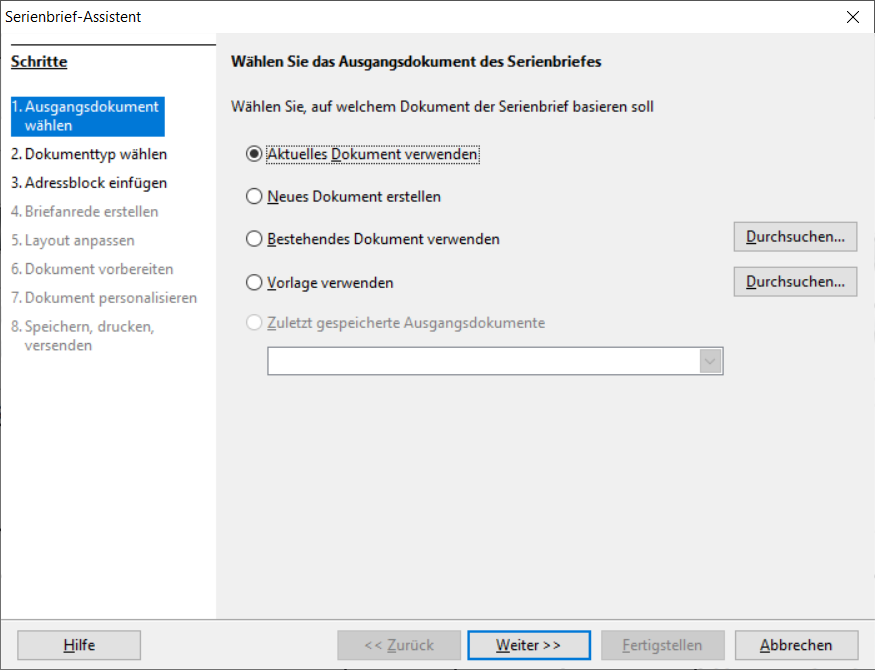 Serienbrief-Assistent
Schritte
1. Ausgangsdokument
wählen
2. Dokumenttyp wählen
3. Adressblock einfügen
4. Briefanrede erstellen
5. Layout anpassen
6. Dokument vorbereiten
7. Dokument personalisieren
8. Speichern, drucken,
versenden
Wählen Sie das Ausgangsdokument des Serienbriefes
Wählen Sie, auf welchem Dokument der Serienbrief basieren soll
Aktuelles Dokument verwenden
Neues Dokument erstellen
Bestehendes Dokument verwenden
Durchsuchen...
Vorlage verwenden
Durchsuchen...
Zuletzt gespeicherte Ausgangsdokumente
Hilfe
<< Zurück
Weiter >>
Fertigstellen
Abbrechen